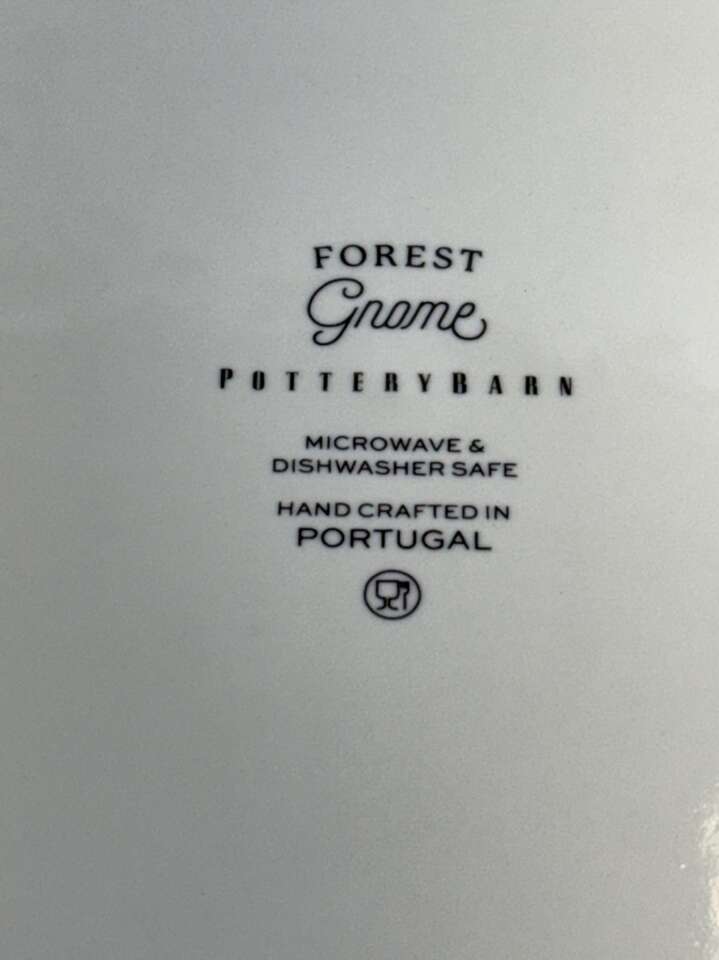 FOREST
Gnome
POTTERYBARN
MICROWAVE &
DISHWASHER SAFE
HAND CRAFTED IN
PORTUGAL